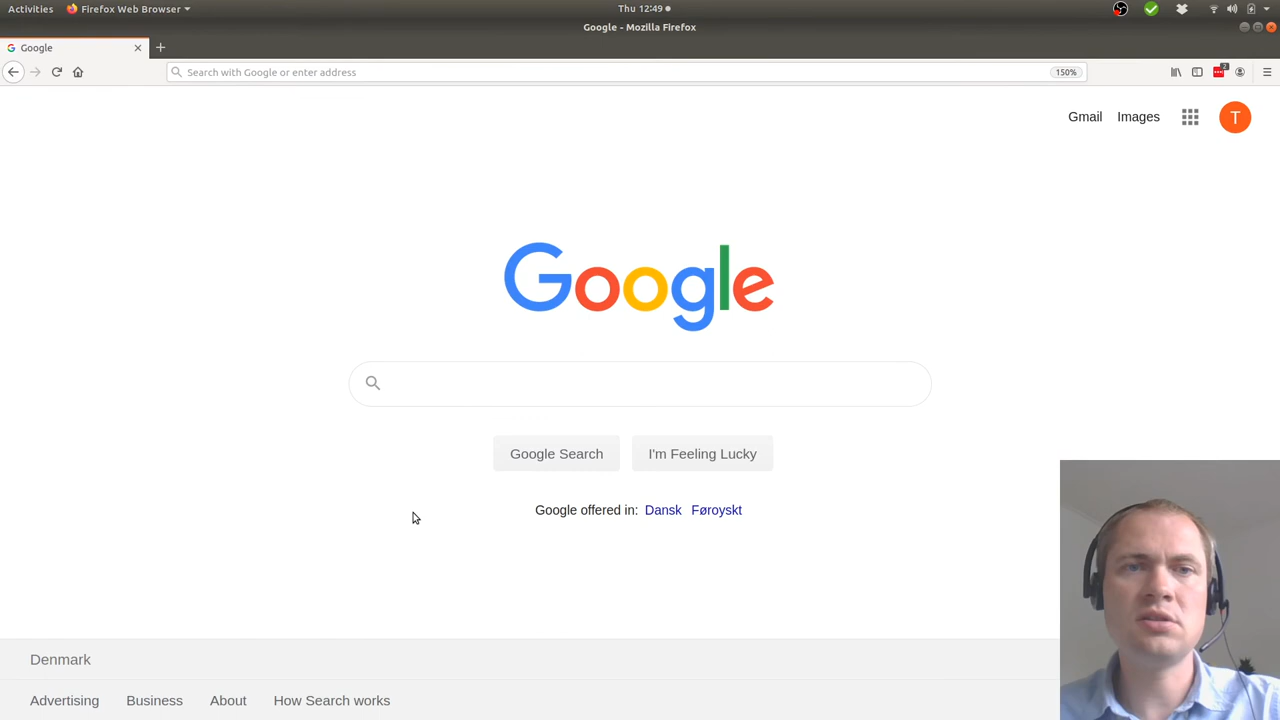 Activities Firefox Web Browser Thu 12:49
Google - Mozilla Firefox
Google
Search with Google or enter address 150% 2
Gmail Images T
Google
Google Search I'm Feeling Lucky
Google offered in: Dansk Føroyskt
Denmark
Advertising Business About How Search works